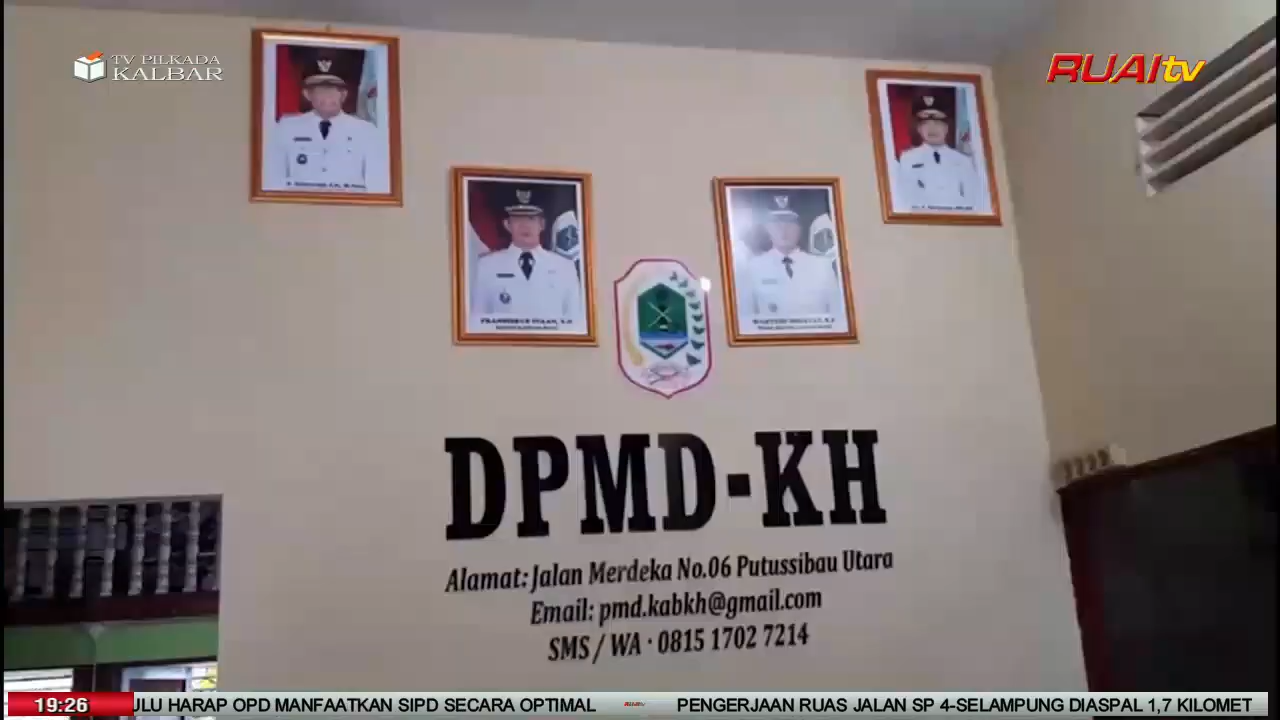 TV PILKADA
KALBAR
RUAItv
DPMD-KH
Alamat: Jalan Merdeka No.06 Putussibau Utara
Email: pmd.kabkh@gmail.com
SMS / WA · 0815 1702 7214
19:26
ULU HARAP OPD MANFAATKAN SIPD SECARA OPTIMAL
RUAItv
PENGERJAAN RUAS JALAN SP 4-SELAMPUNG DIASPAL 1,7 KILOMET